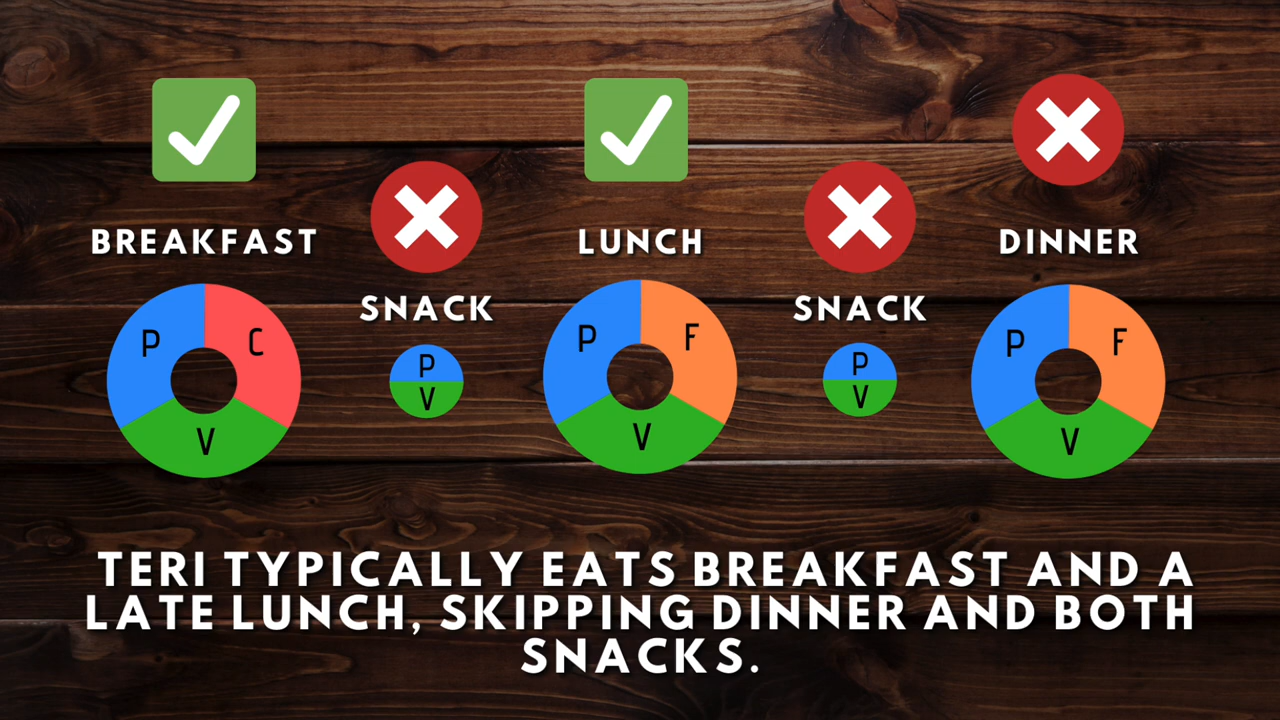 BREAKFAST
SNACK
LUNCH
SNACK
DINNER
P C
V
P
V
P F
V
P
V
P F
V
TERI TYPICALLY EATS BREAKFAST AND A
LATE LUNCH, SKIPPING DINNER AND BOTH
SNACKS.